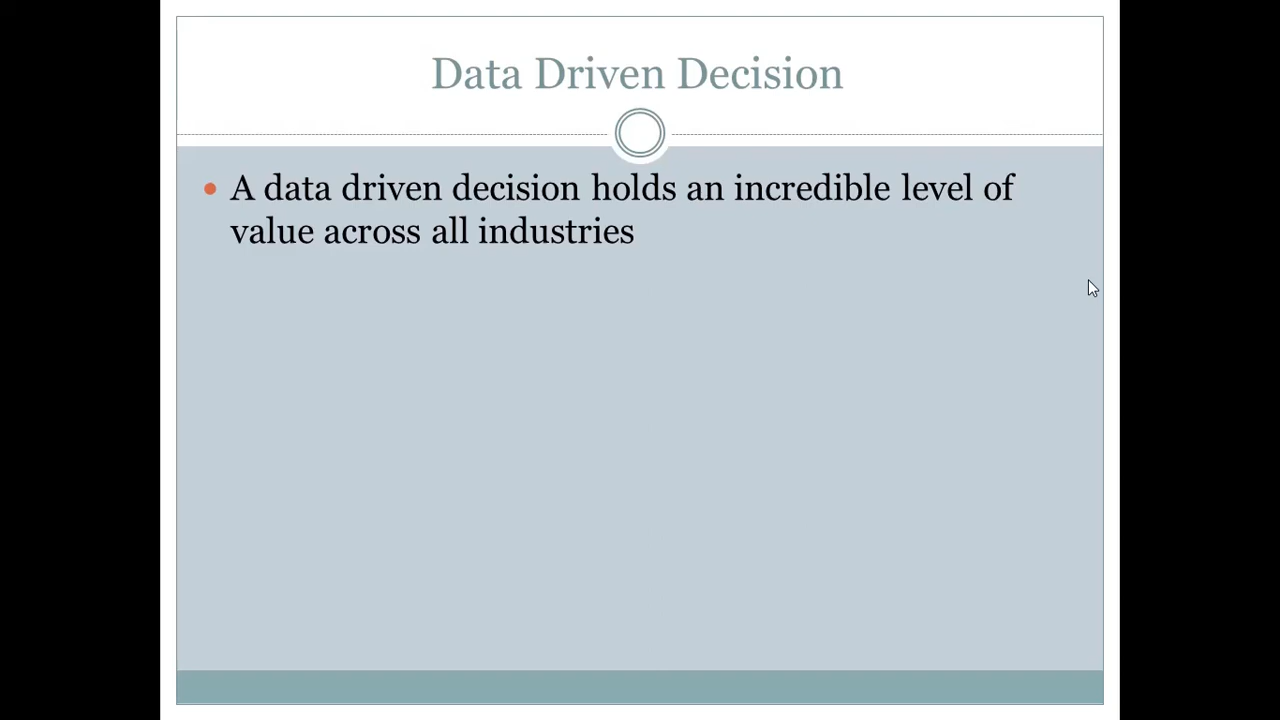 Data Driven Decision
A data driven decision holds an incredible level of
value across all industries